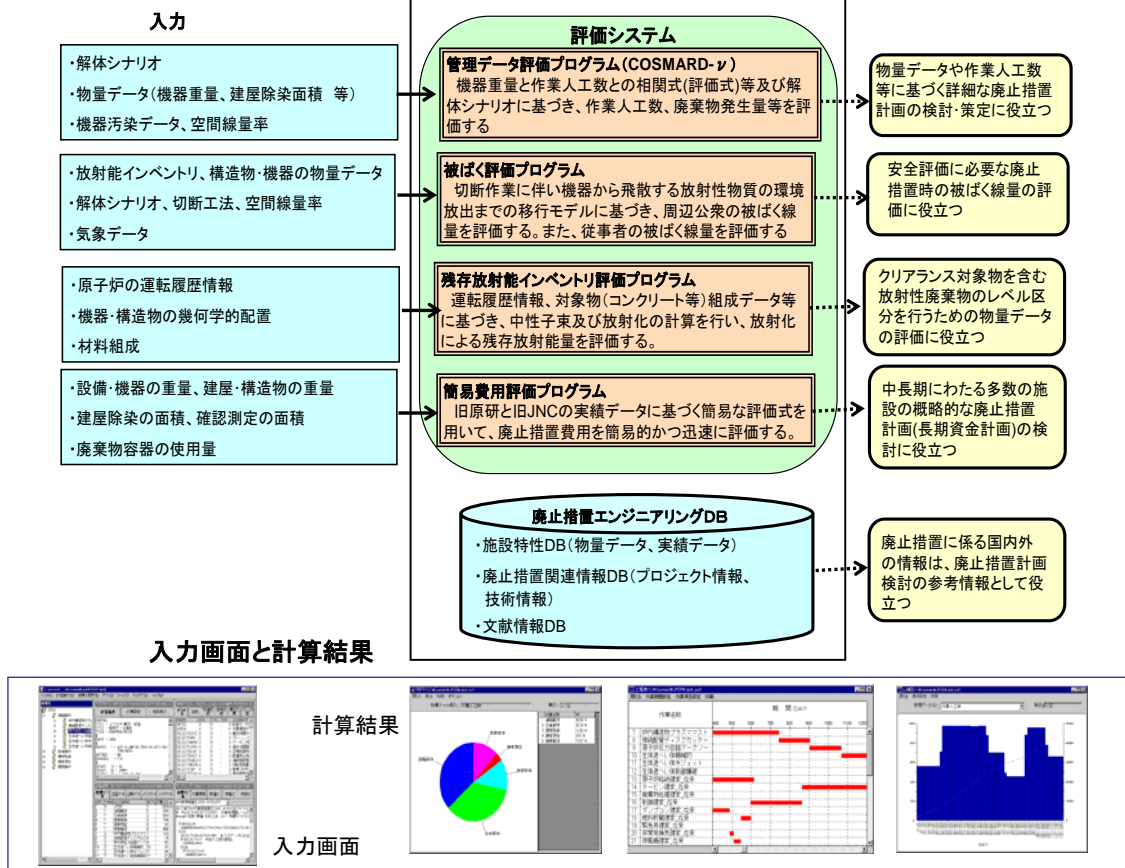 入力
・解体シナリオ
・物量データ(機器重量、建屋除染面積　等)
・機器汚染データ、空間線量率
・放射能インベントリ、構造物・機器の物量データ
・解体シナリオ、切断工法、空間線量率
・気象データ
・原子炉の運転履歴情報
・機器・構造物の幾何学的配置
・材料組成
・設備・機器の重量、建屋・構造物の重量
・建屋除染の面積、確認測定の面積
・廃棄物容器の使用量
評価システム
管理データ評価プログラム(COSMARD-ν)
機器重量と作業人工数との相関式(評価式)等及び解
体シナリオに基づき、作業人工数、廃棄物発生量等を評
価する
被ばく評価プログラム
切断作業に伴い機器から飛散する放射性物質の環境
放出までの移行モデルに基づき、周辺公衆の被ばく線
量を評価する。また、従事者の被ばく線量を評価する
残存放射能インベントリ評価プログラム
運転履歴情報、対象物(コンクリート等)組成データ等
に基づき、中性子束及び放射化の計算を行い、放射化
による残存放射能量を評価する。
簡易費用評価プログラム
旧原研と旧JNCの実績データに基づく簡易な評価式を
用いて、廃止措置費用を簡易的かつ迅速に評価する。
廃止措置エンジニアリングDB
・施設特性DB(物量データ、実績データ)
・廃止措置関連情報DB(プロジェクト情報、
技術情報)
・文献情報DB
物量データや作業人工数
等に基づく詳細な廃止措置
計画の検討・策定に役立つ
安全評価に必要な廃止
措置時の被ばく線量の評
価に役立つ
クリアランス対象物を含む
放射性廃棄物のレベル区
分を行うための物量データ
の評価に役立つ
中長期にわたる多数の施
設の概略的な廃止措置
計画(長期資金計画)の検
討に役立つ
廃止措置に係る国内外
の情報は、廃止措置計画
検討の参考情報として役
立つ
入力画面と計算結果
計算結果
入力画面
作業名称
期　間